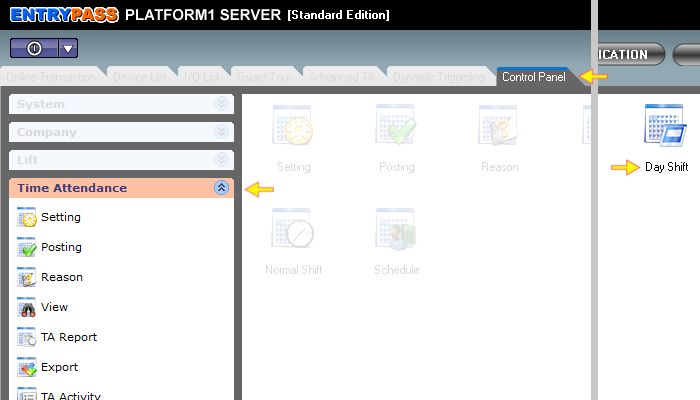 ENTRYPASS PLATFORM1 SERVER [Standard Edition]
ICATION
Online Transaction Device List I/O List Guard Tour Advanced TA Dynamic Triggering Control Panel
System
Company
Lift
Time Attendance
Setting
Posting
Reason
View
TA Report
Export
TA Activity
Setting Posting Reason
Day Shift
Normal Shift Schedule